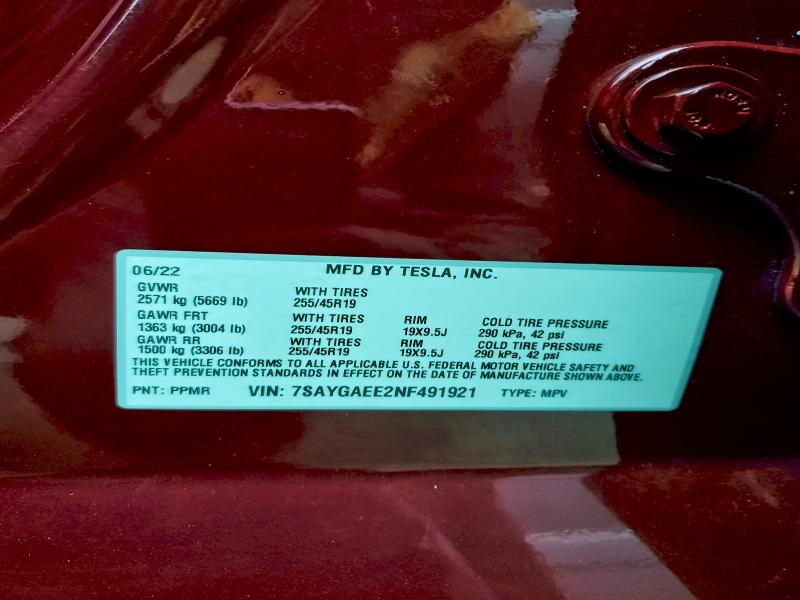 06/22 MFD BY TESLA, INC.
GVWR WITH TIRES
2571 kg (5669 lb) 255/45R19
GAWR FRT WITH TIRES RIM COLD TIRE PRESSURE
1363 kg (3004 lb) 255/45R19 19X9.5J 290 kPa, 42 psi
GAWR RR WITH TIRES RIM COLD TIRE PRESSURE
1500 kg (3306 lb) 255/45R19 19X9.5J 290 kPa, 42 psi
THIS VEHICLE CONFORMS TO ALL APPLICABLE U.S. FEDERAL MOTOR VEHICLE SAFETY AND
THEFT PREVENTION STANDARDS IN EFFECT ON THE DATE OF MANUFACTURE SHOWN ABOVE.
PNT: PPMR VIN: 7SAYGAEE2NF491921 TYPE: MPV